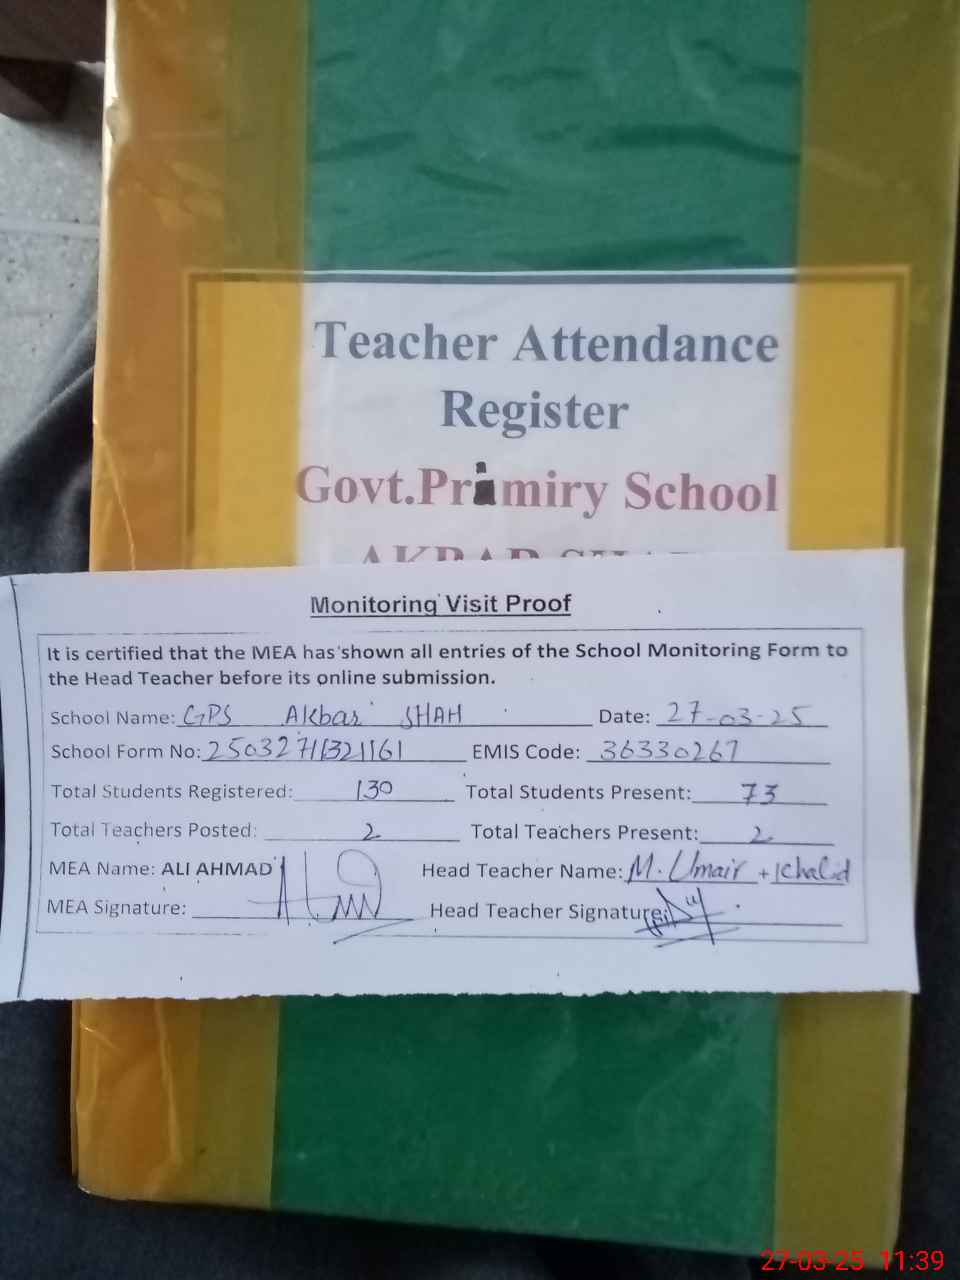 Teacher Attendance
Register
Govt.Primiry School
AKBAR SHAH
Monitoring Visit Proof
It is certified that the MEA has shown all entries of the School Monitoring Form to
the Head Teacher before its online submission.
School Name: GPS Akbar SHAH Date: 27-03-25
School Form No: EMIS Code: 36330267
Total Students Registered: 130 Total Students Present: 73
Total Teachers Posted: 2 Total Teachers Present: 2
MEA Name: ALI AHMAD Head Teacher Name: M. Umair + Khalid
MEA Signature: Head Teacher Signature:
27-03-25 11:39